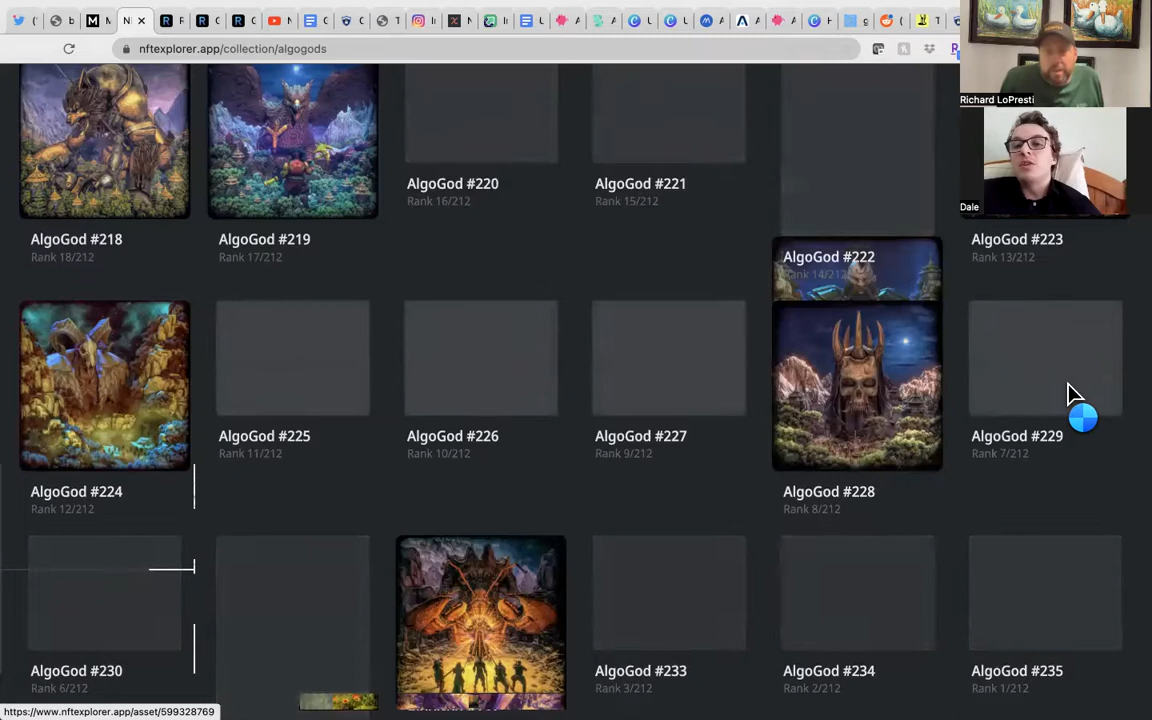 nftexplorer.app/collection/algogods
Richard LoPresti
Dale
AlgoGod #218
Rank 18/212
AlgoGod #219
Rank 17/212
AlgoGod #220
Rank 16/212
AlgoGod #221
Rank 15/212
AlgoGod #222
Rank 14/212
AlgoGod #223
Rank 13/212
AlgoGod #224
Rank 12/212
AlgoGod #225
Rank 11/212
AlgoGod #226
Rank 10/212
AlgoGod #227
Rank 9/212
AlgoGod #228
Rank 8/212
AlgoGod #229
Rank 7/212
AlgoGod #230
Rank 6/212
AlgoGod #233
Rank 3/212
AlgoGod #234
Rank 2/212
AlgoGod #235
Rank 1/212
https://www.nftexplorer.app/asset/599328769